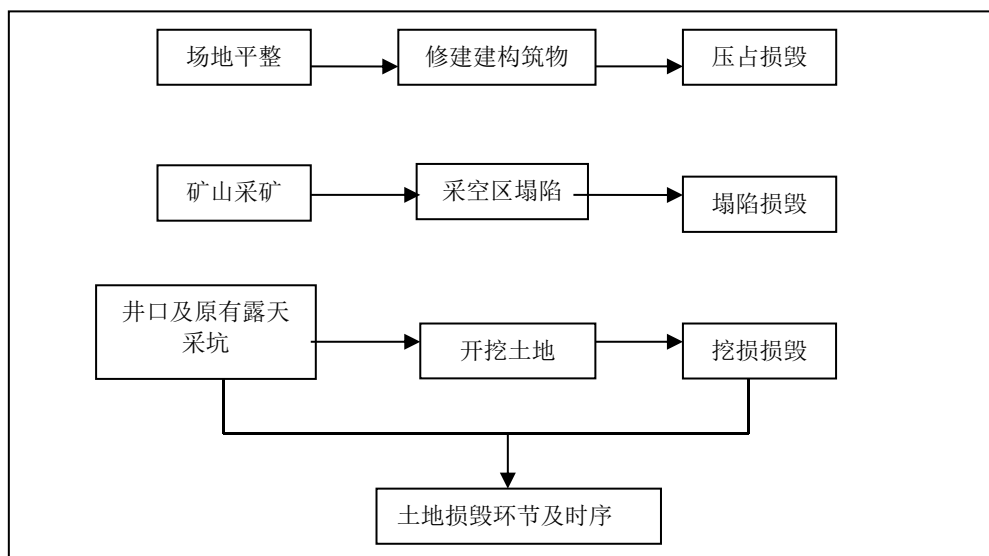 场地平整
修建建构筑物
压占损毁
矿山采矿
采空区塌陷
塌陷损毁
井口及原有露天
采坑
开挖土地
挖损损毁
土地损毁环节及时序